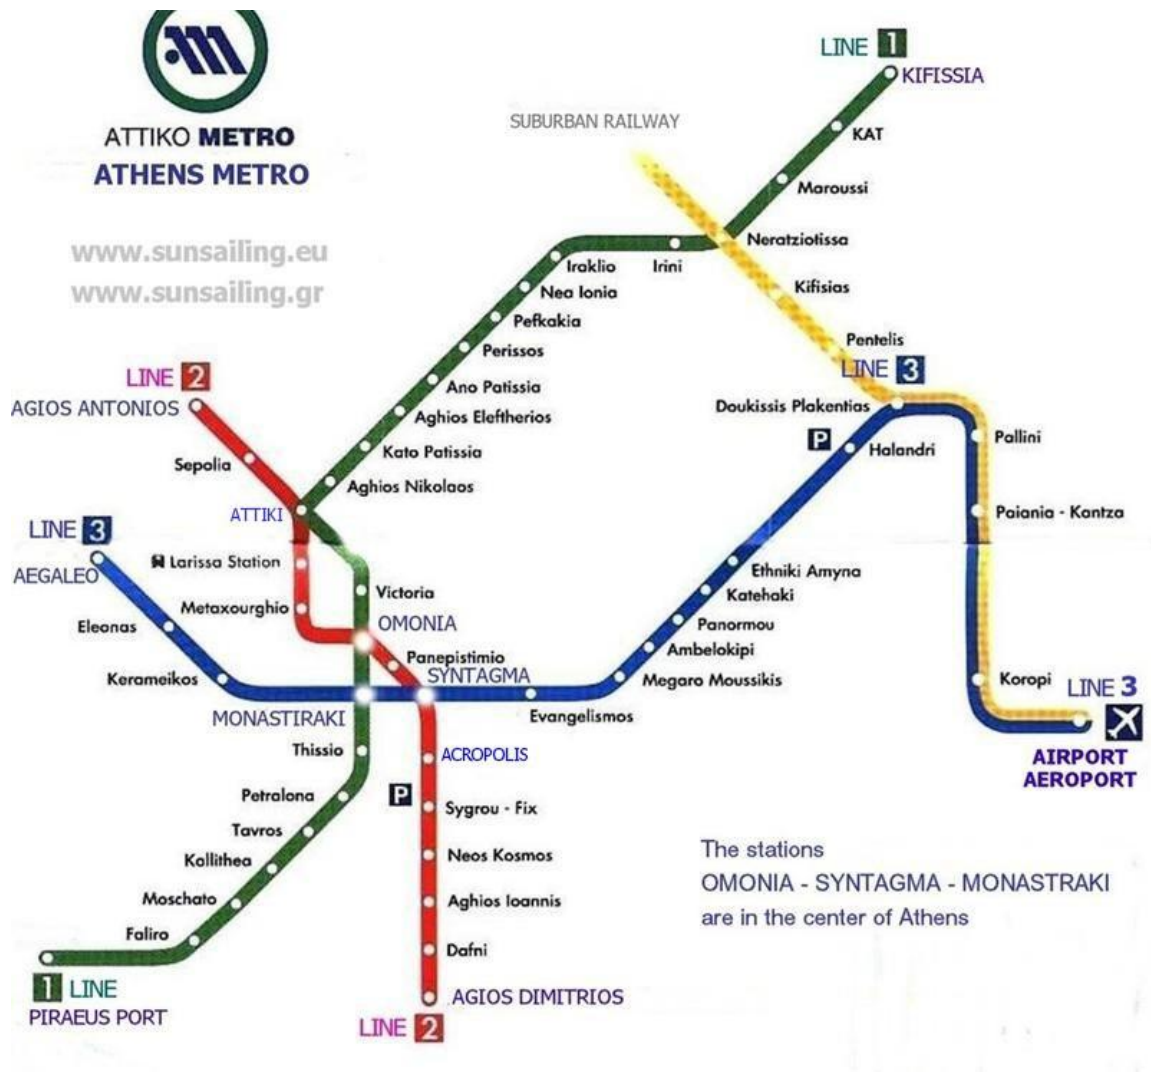 ATTIKO METRO
ATHENS METRO
www.sunsailing.eu
www.sunsailing.gr
LINE 1
KIFISSIA
SUBURBAN RAILWAY
KAT
Maroussi
Neratziotissa
Irini
Iraklio
Kifisias
Nea Ionia
Pefkakia
Pentelis
Perissos
LINE 3
LINE 2
Ano Patissia
AGIOS ANTONIOS
Doukissis Plakentias
Aghios Eleftherios
P
Pallini
Halandri
Kato Patissia
Sepolia
Aghios Nikolaos
ATTIKI
Paiania - Kantza
LINE 3
Larissa Station
AEGALEO
Ethniki Amyna
Victoria
Katehaki
Metaxourghio
OMONIA
Eleonas
Panormou
Ambelokipi
Panepistimio
SYNTAGMA
Kerameikos
Megaro Moussikis
Koropi
LINE 3
MONASTIRAKI
Evangelismos
Thissio
ACROPOLIS
AIRPORT
AEROPORT
P
Petralona
Sygrou - Fix
Tavros
The stations
OMONIA - SYNTAGMA - MONASTRAKI
are in the center of Athens
Neos Kosmos
Kallithea
Moschato
Aghios Ioannis
Faliro
Dafni
1 LINE
PIRAEUS PORT
AGIOS DIMITRIOS
LINE 2